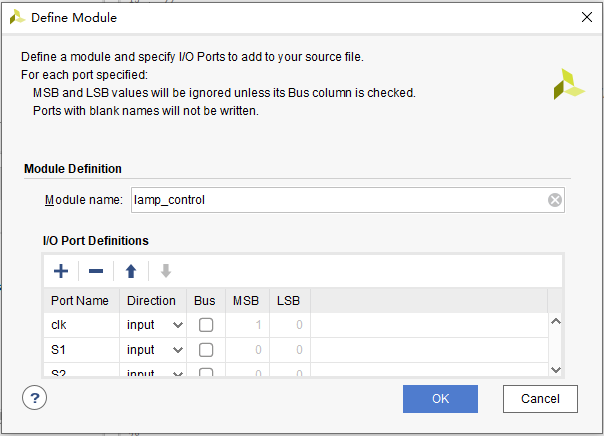 Define Module
Define a module and specify I/O Ports to add to your source file.
For each port specified:
MSB and LSB values will be ignored unless its Bus column is checked.
Ports with blank names will not be written.
Module Definition
Module name: lamp_control
I/O Port Definitions
Port Name Direction Bus MSB LSB
clk input 1 0
S1 input 0 0
S2 input 0 0
? OK Cancel